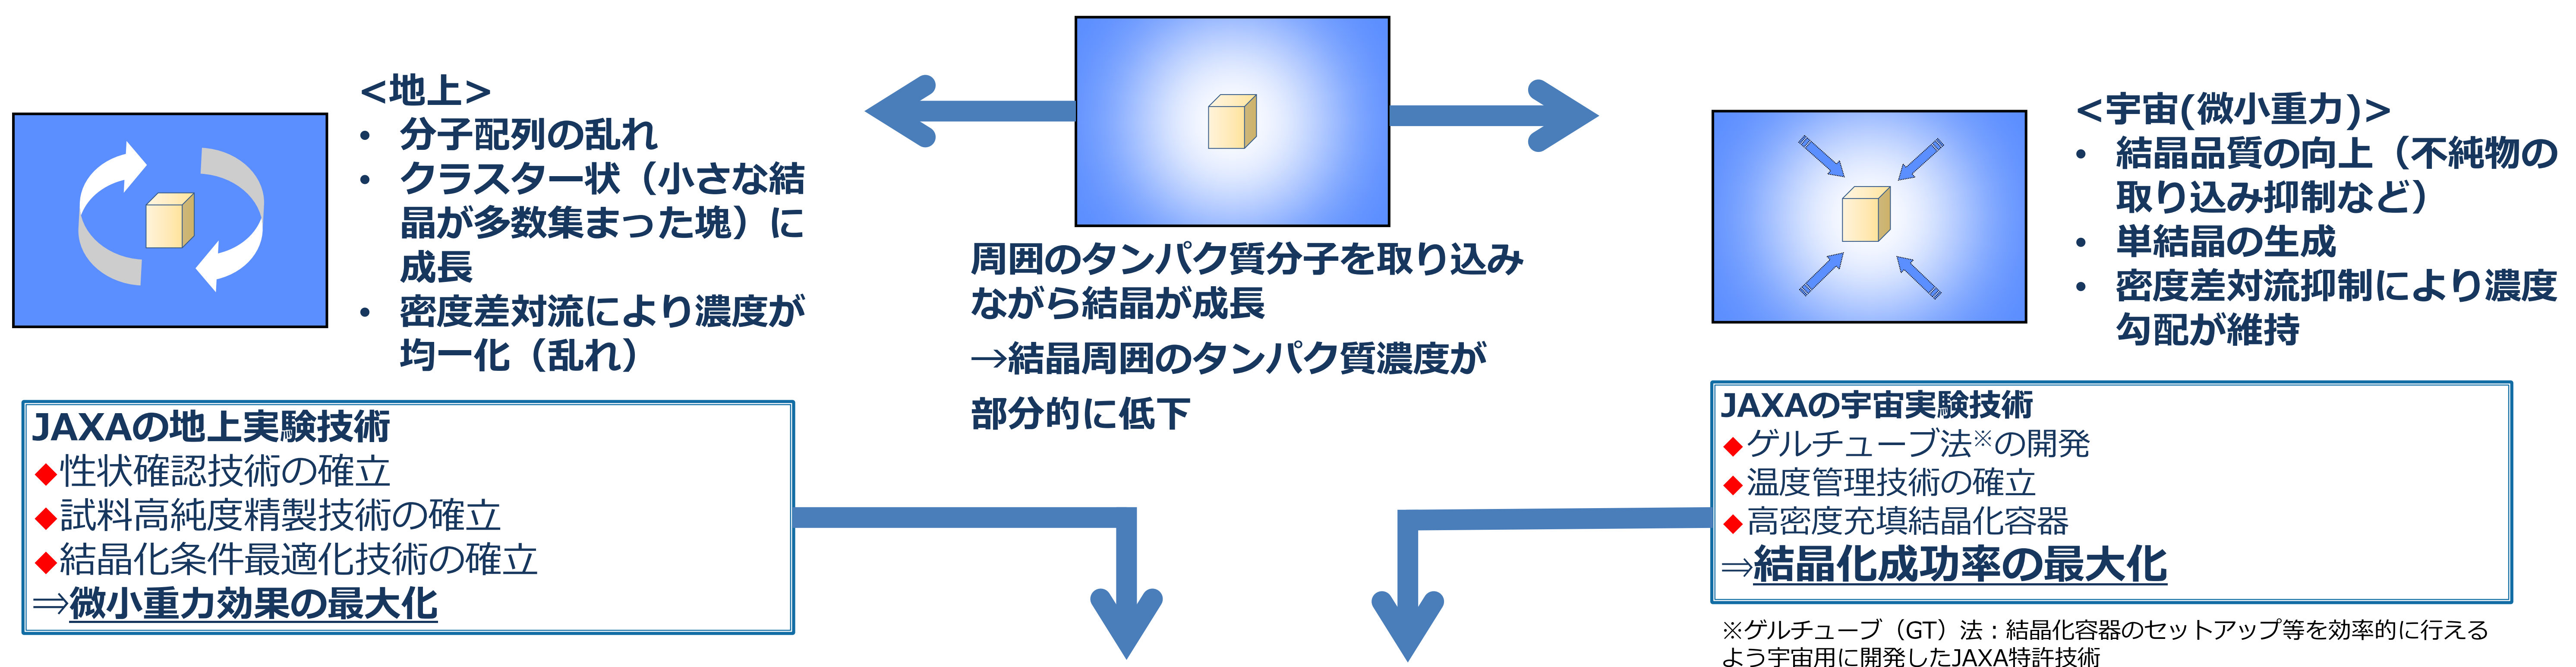 <地上>
• 分子配列の乱れ
• クラスター状（小さな結
晶が多数集まった塊）に
成長
• 密度差対流により濃度が
均一化（乱れ）
周囲のタンパク質分子を取り込み
ながら結晶が成長
→結晶周囲のタンパク質濃度が
部分的に低下
<宇宙(微小重力)>
• 結晶品質の向上（不純物の
取り込み抑制など）
• 単結晶の生成
• 密度差対流抑制により濃度
勾配が維持
JAXAの地上実験技術
◆性状確認技術の確立
◆試料高純度精製技術の確立
◆結晶化条件最適化技術の確立
⇒微小重力効果の最大化
JAXAの宇宙実験技術
◆ゲルチューブ法※の開発
◆温度管理技術の確立
◆高密度充填結晶化容器
⇒結晶化成功率の最大化
※ゲルチューブ（GT）法：結晶化容器のセットアップ等を効率的に行える
よう宇宙用に開発したJAXA特許技術